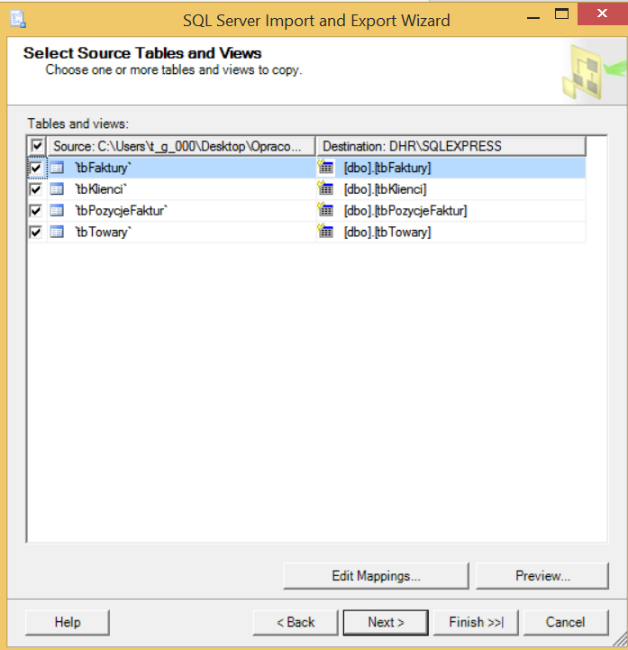 SQL Server Import and Export Wizard
Select Source Tables and Views
Choose one or more tables and views to copy.
Tables and views:
Source: C:\Users\t_g_000\Desktop\Opraco... Destination: DHR\SQLEXPRESS
`tbFaktury` [dbo].[tbFaktury]
`tbKlienci` [dbo].[tbKlienci]
`tbPozycjeFaktur` [dbo].[tbPozycjeFaktur]
`tbTowary` [dbo].[tbTowary]
Edit Mappings... Preview...
Help < Back Next > Finish >>| Cancel